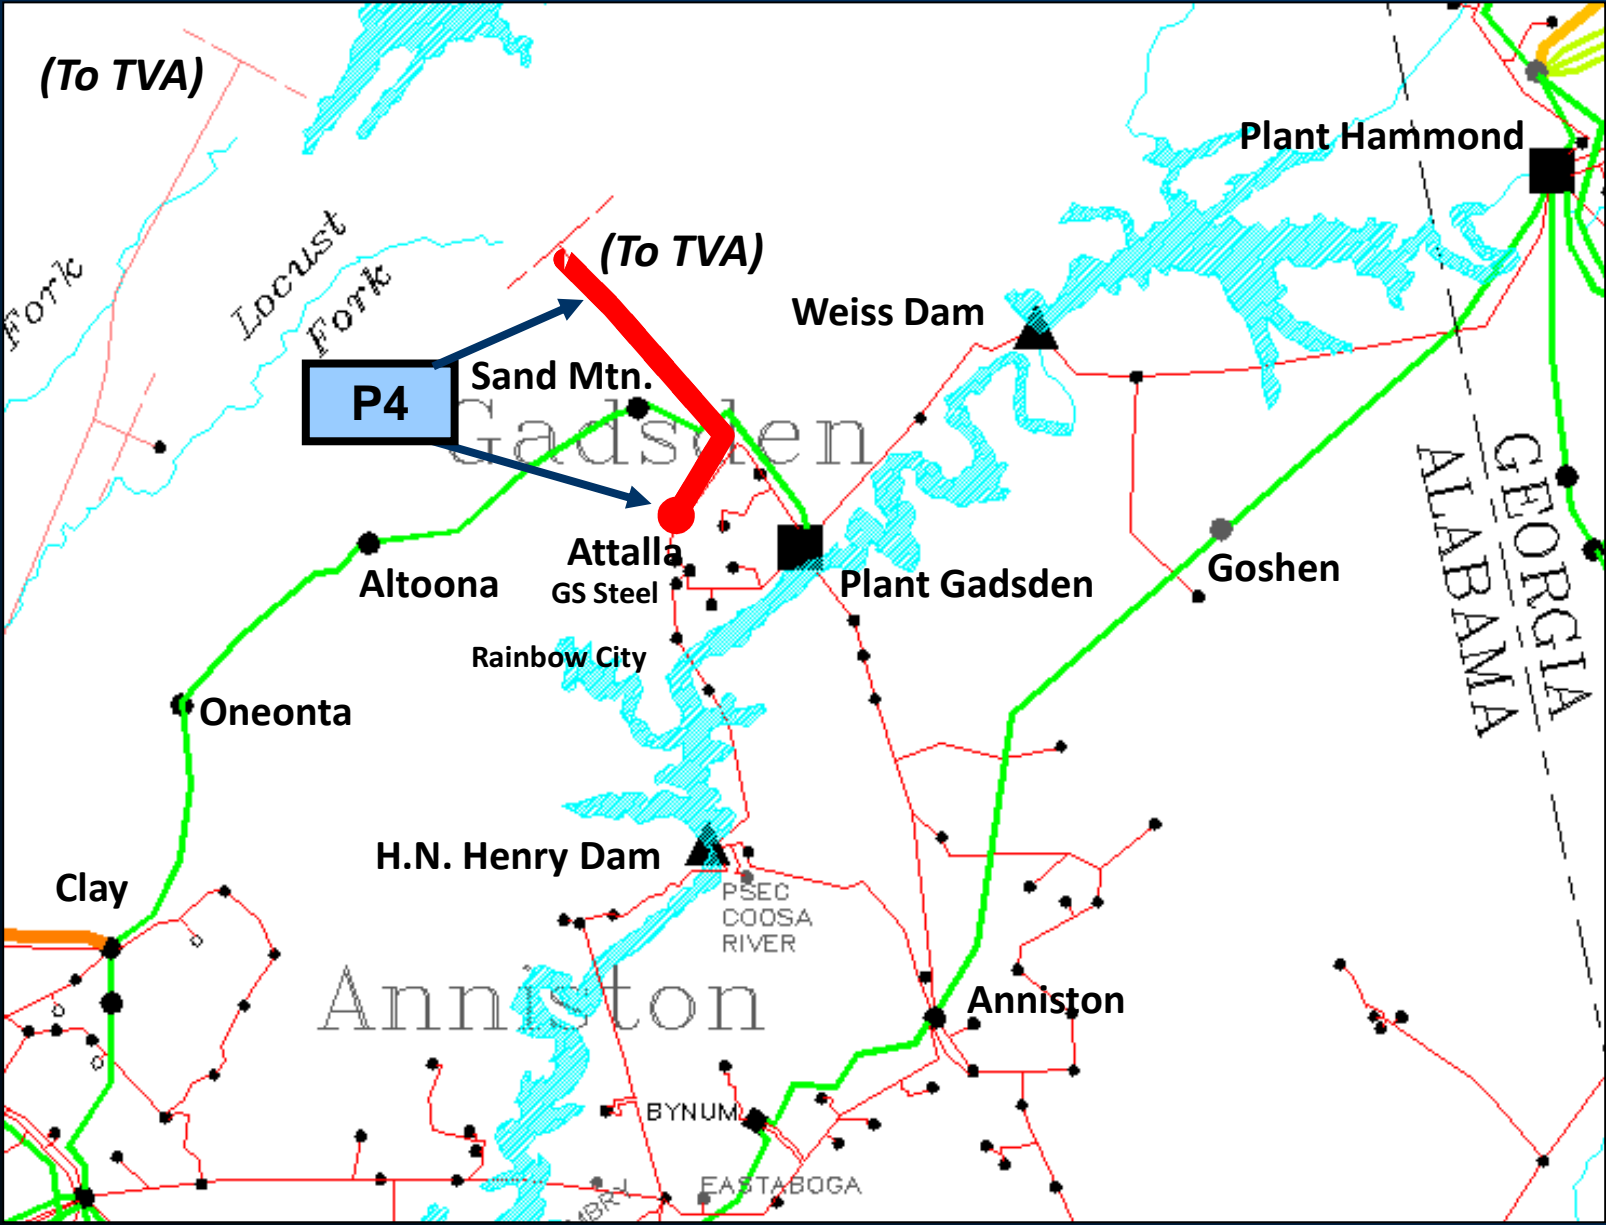 (To TVA)
Plant Hammond
Locust
Fork
Fork
(To TVA)
Weiss Dam
P4
Sand Mtn.
Gadsden
GEORGIA
ALABAMA
Attalla
Altoona
GS Steel
Plant Gadsden
Goshen
Rainbow City
Oneonta
H.N. Henry Dam
Clay
PSEC
COOSA
RIVER
Anniston
Anniston
BYNUM
EASTABOGA